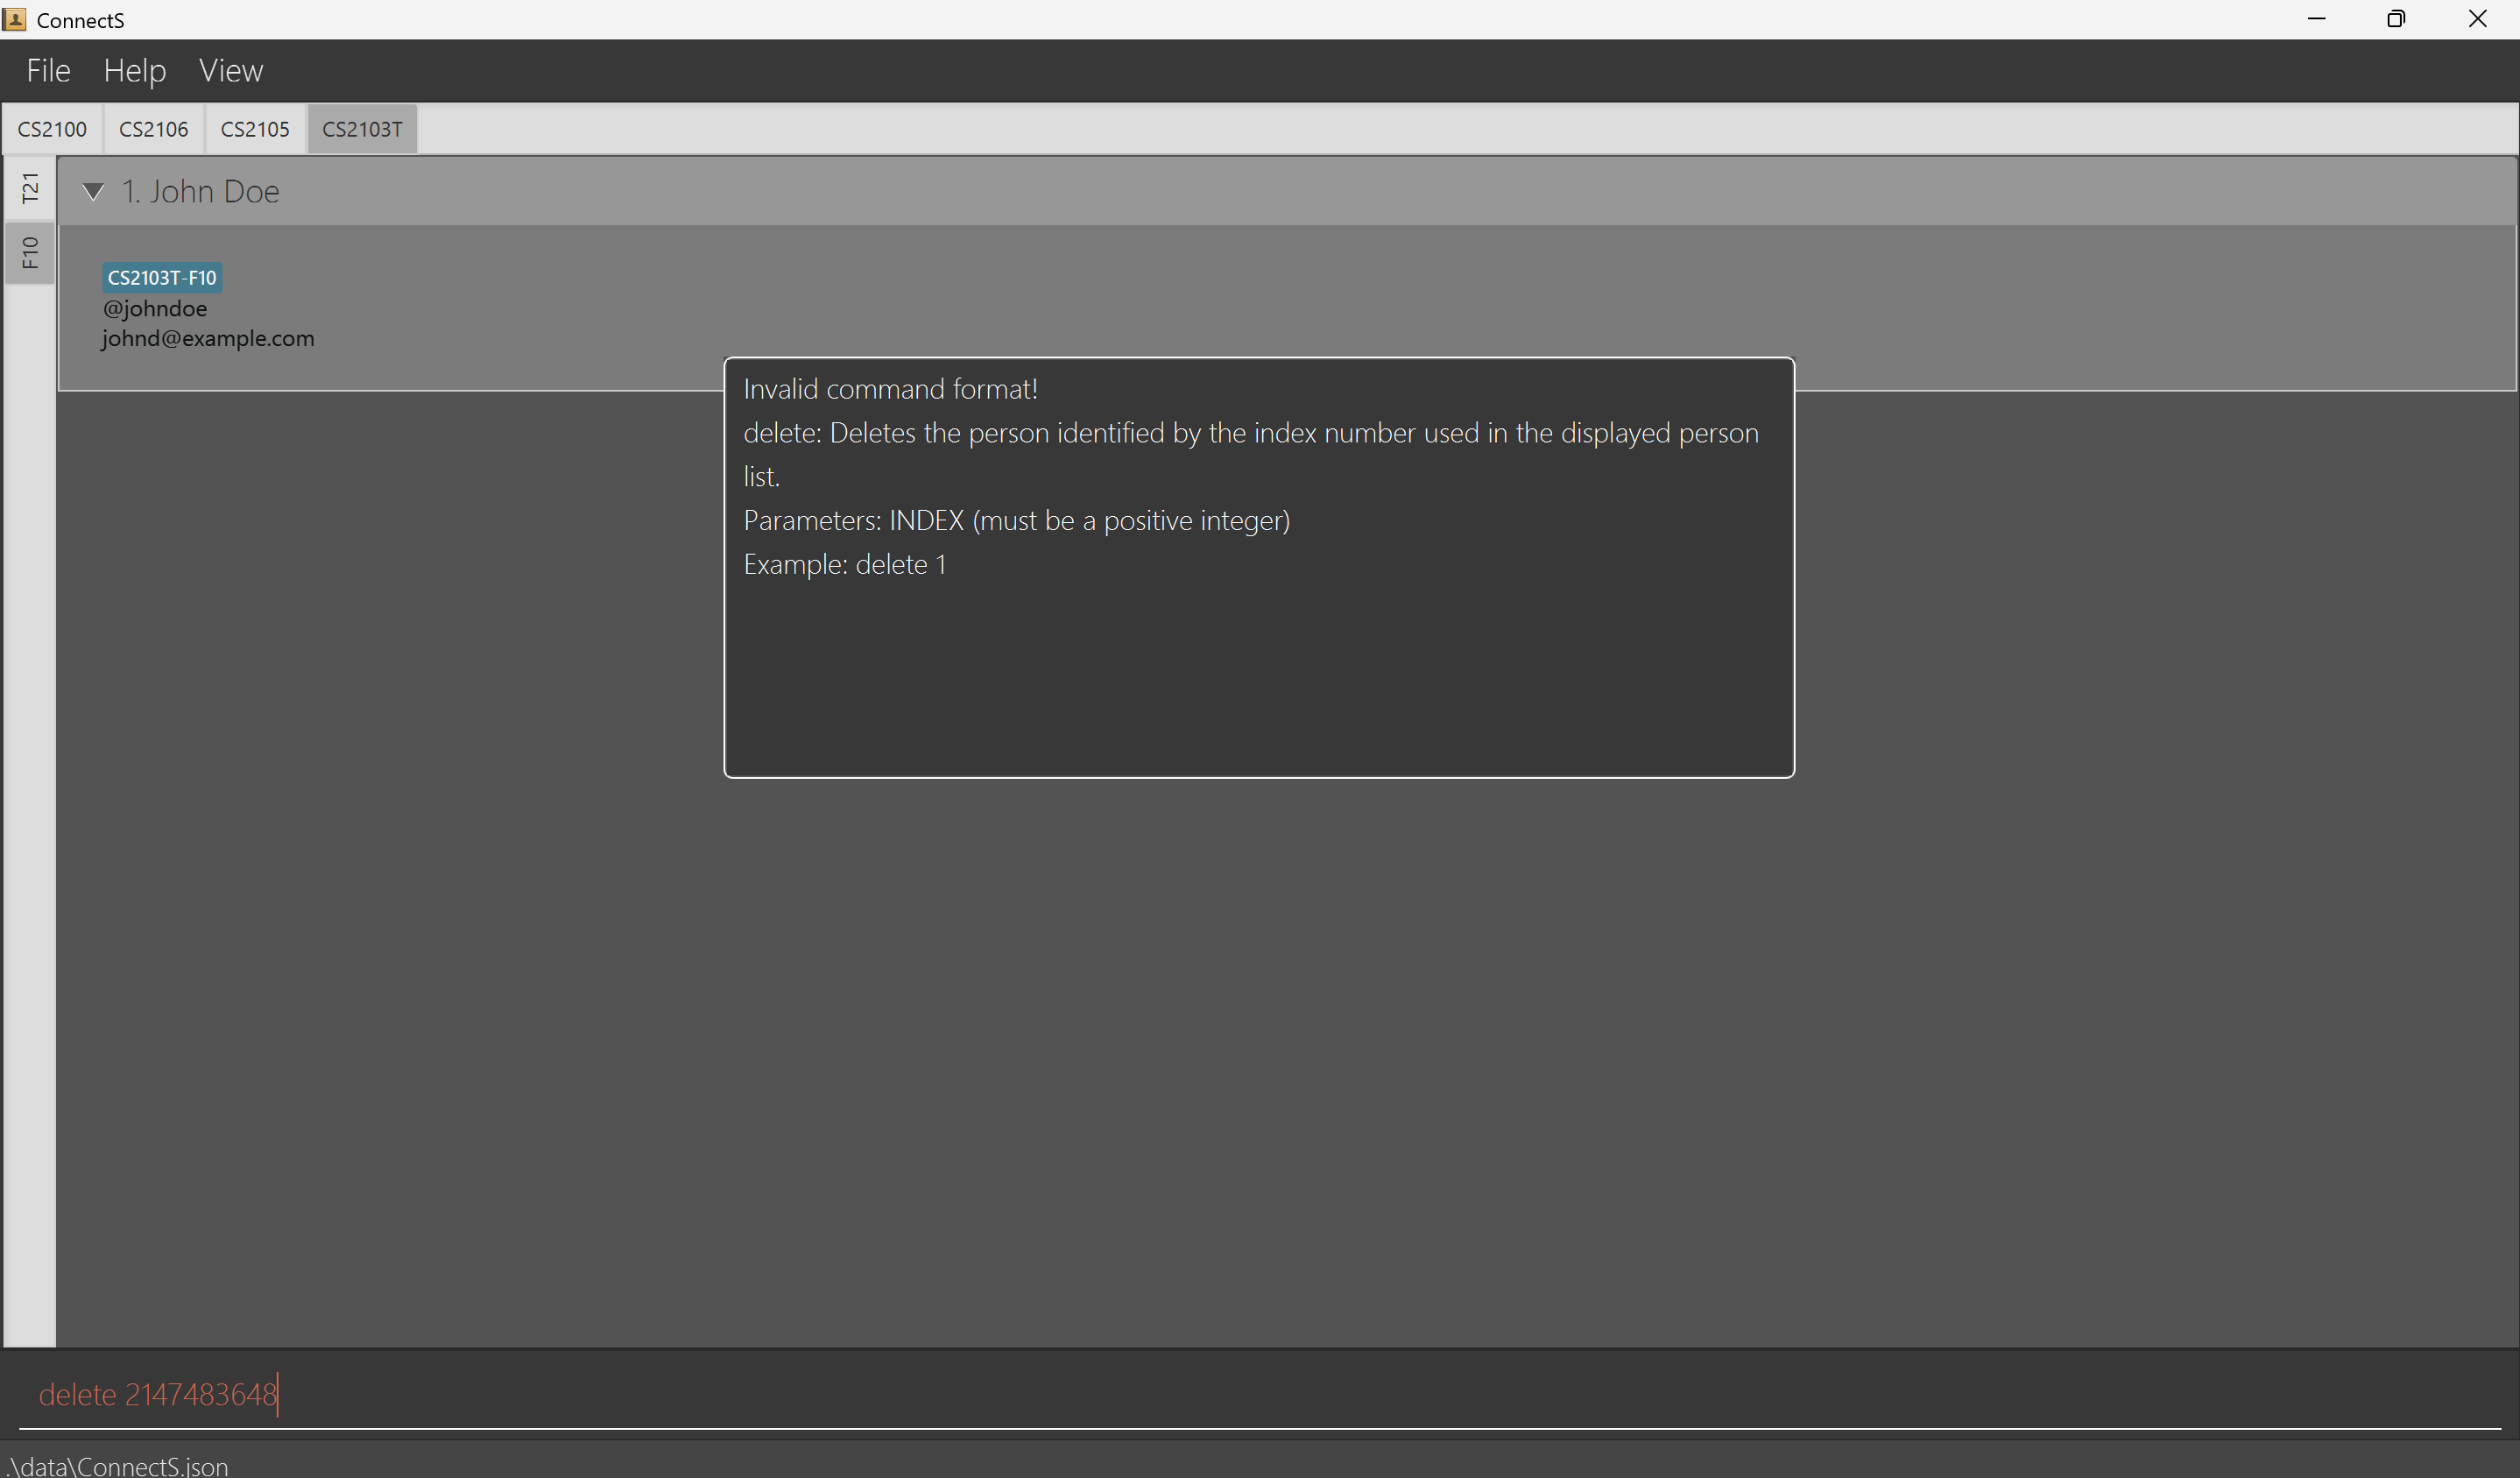 ConnectS
File Help View
CS2100 CS2106 CS2105 CS2103T
T21
F10
1. John Doe
CS2103T-F10
@johndoe
johnd@example.com
Invalid command format!
delete: Deletes the person identified by the index number used in the displayed person
list.
Parameters: INDEX (must be a positive integer)
Example: delete 1
delete 2147483648
.\data\ConnectS.json